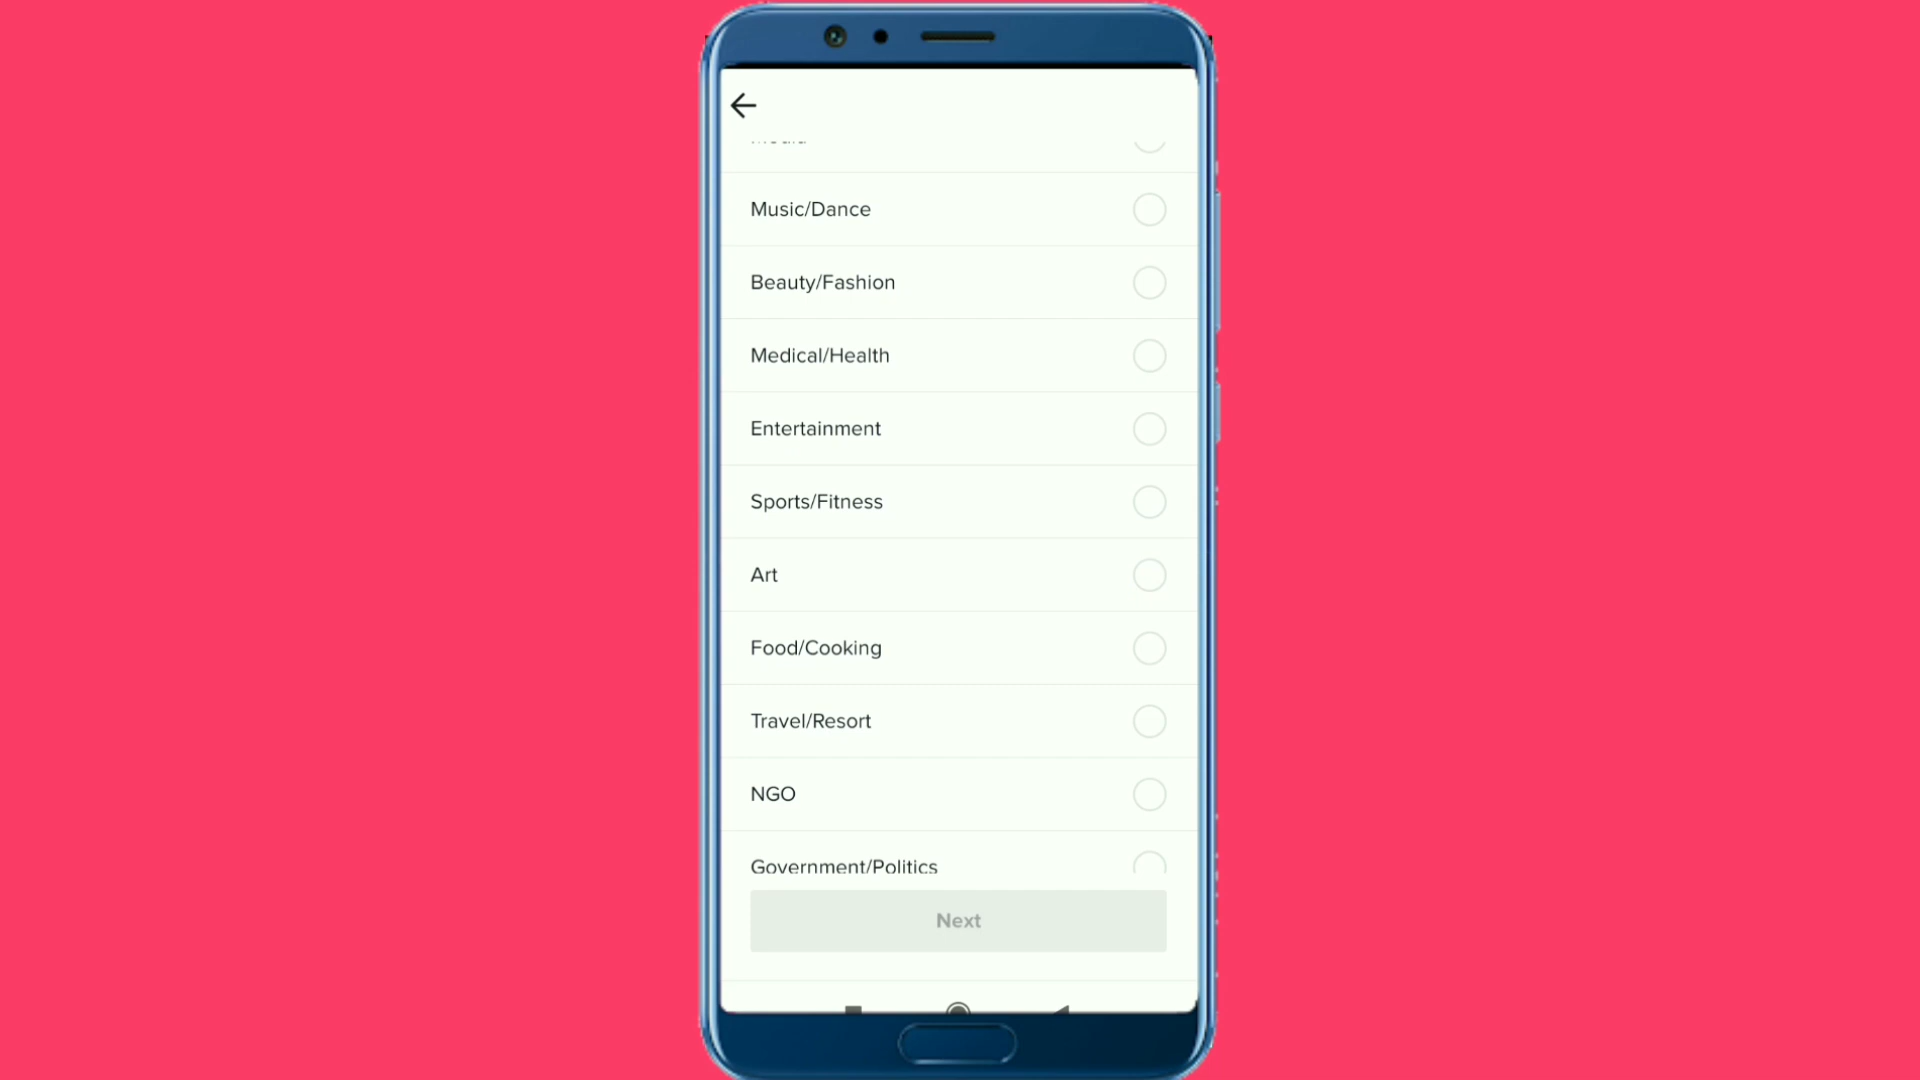 Music/Dance
Beauty/Fashion
Medical/Health
Entertainment
Sports/Fitness
Art
Food/Cooking
Travel/Resort
NGO
Government/Politics
Next